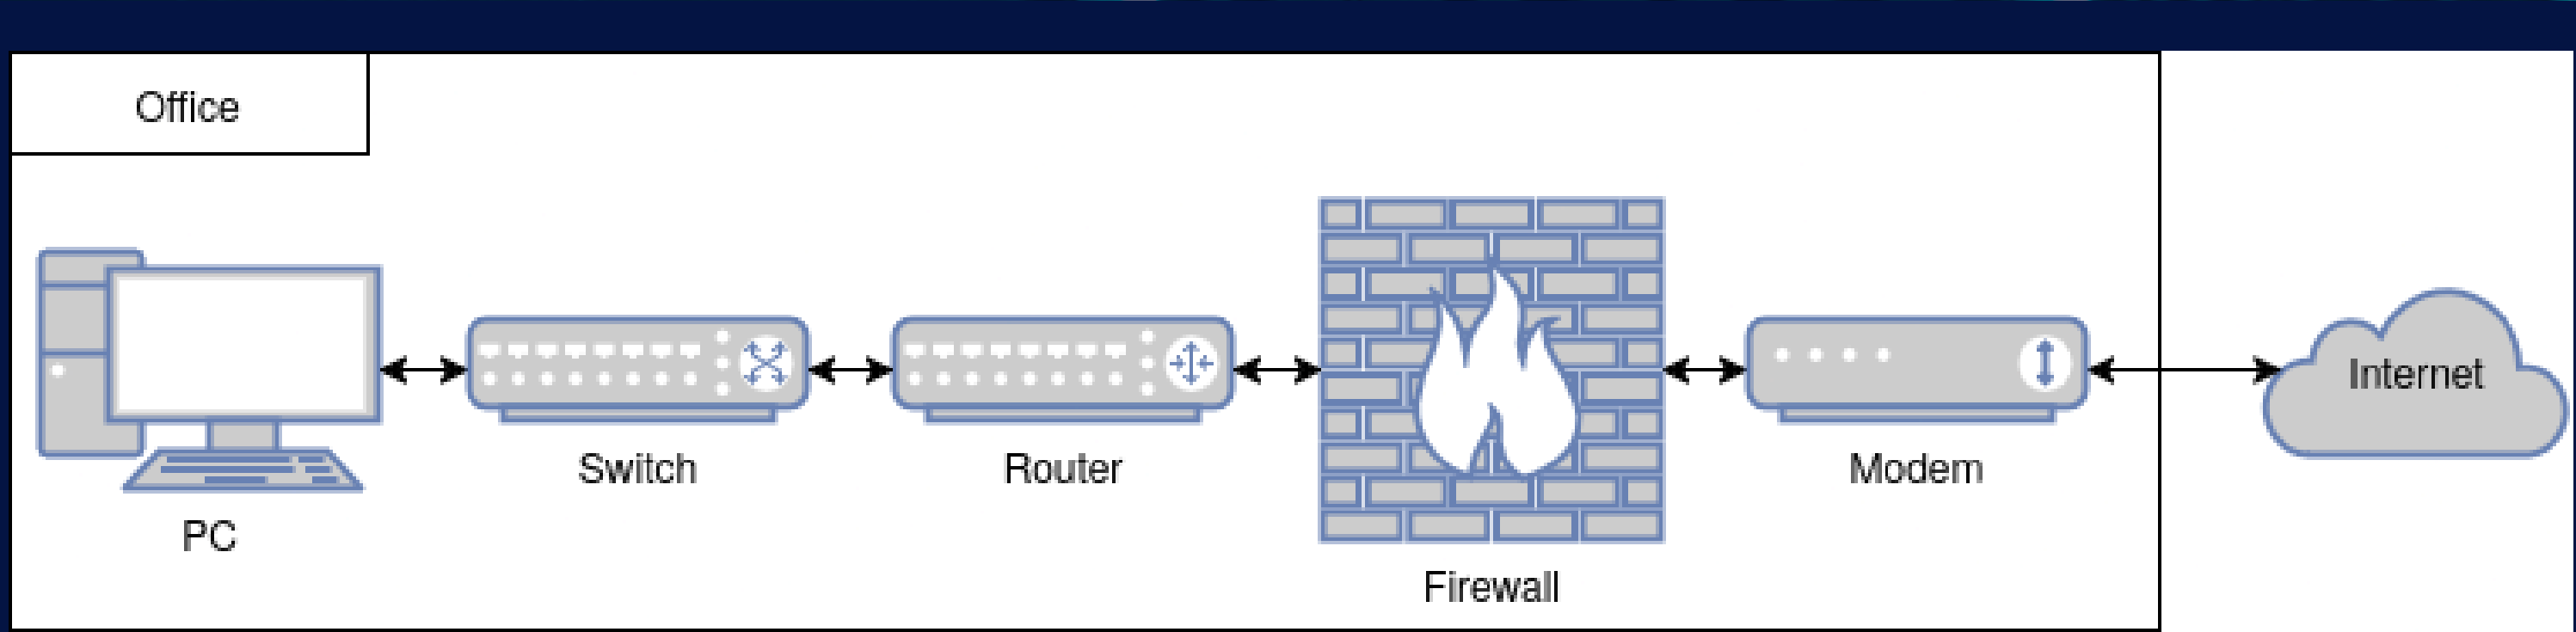 Office
PC
Switch
Router
Firewall
Modem
Internet